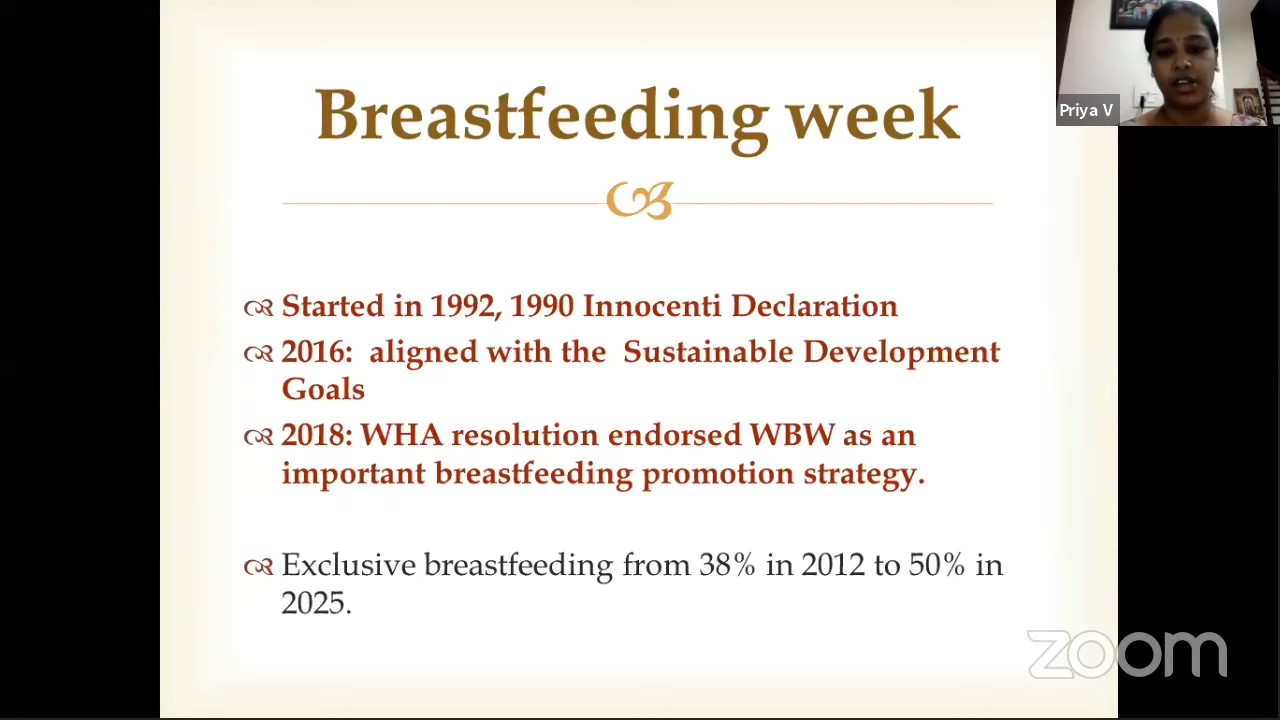 Breastfeeding week
Started in 1992, 1990 Innocenti Declaration
2016: aligned with the Sustainable Development
Goals
2018: WHA resolution endorsed WBW as an
important breastfeeding promotion strategy.
Exclusive breastfeeding from 38% in 2012 to 50% in
2025.
Priya V
zoom